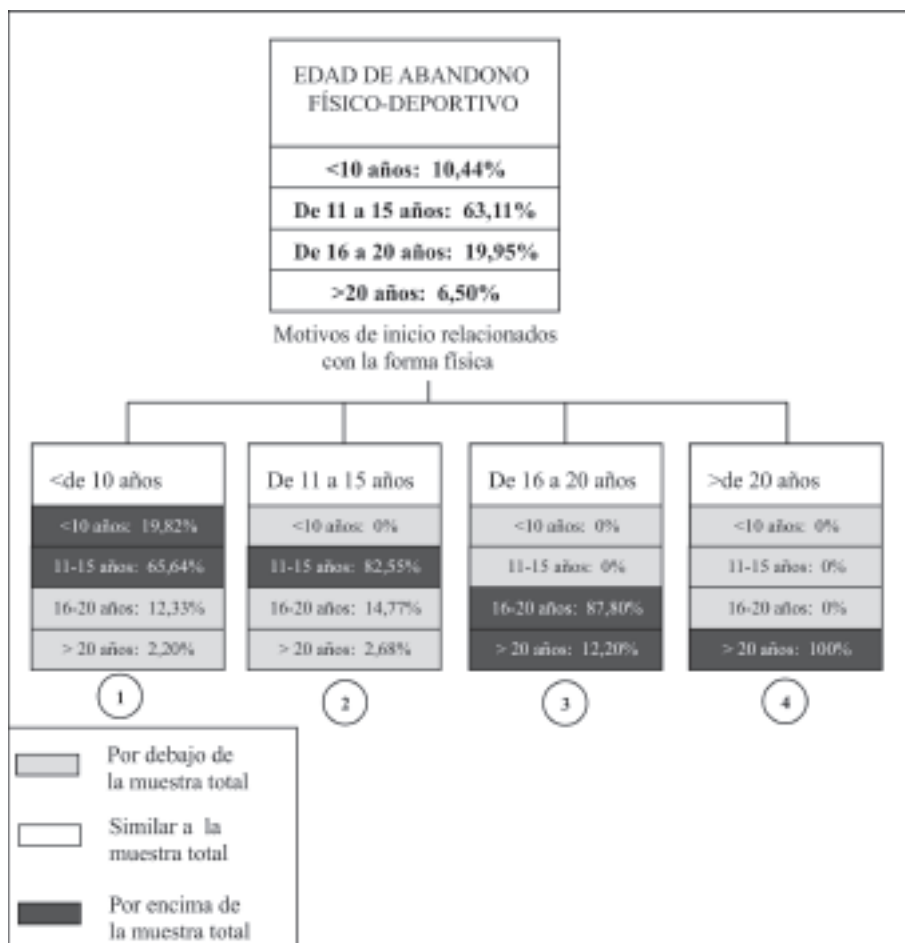 EDAD DE ABANDONO
FÍSICO-DEPORTIVO
<10 años: 10,44%
De 11 a 15 años: 63,11%
De 16 a 20 años: 19,95%
>20 años: 6,50%
Motivos de inicio relacionados
con la forma física
<de 10 años
<10 años: 19,82%
11-15 años: 65,64%
16-20 años: 12,33%
> 20 años: 2,20%
1
De 11 a 15 años
<10 años: 0%
11-15 años: 82,55%
16-20 años: 14,77%
> 20 años: 2,68%
2
De 16 a 20 años
<10 años: 0%
11-15 años: 0%
16-20 años: 87,80%
> 20 años: 12,20%
3
>de 20 años
<10 años: 0%
11-15 años: 0%
16-20 años: 0%
> 20 años: 100%
4
Por debajo de
la muestra total
Similar a la
muestra total
Por encima de
la muestra total